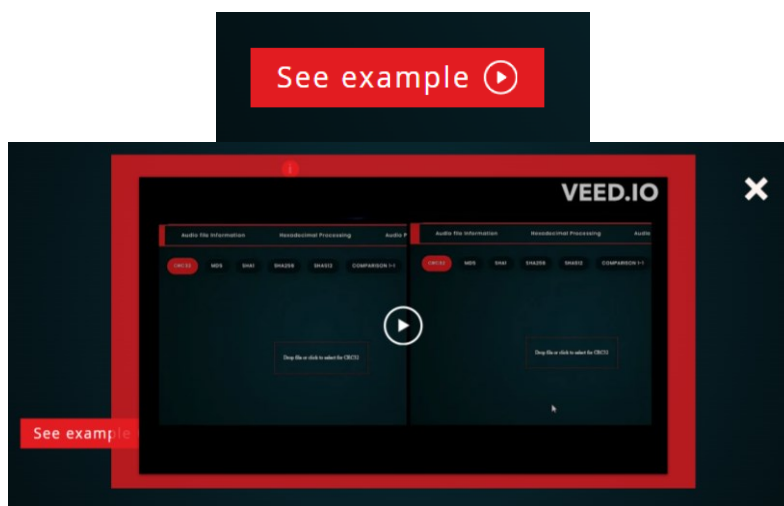 See example
i
VEED.IO
Audio file Information Hexadecimal Processing Audio P
Audio file Information Hexadecimal Processing Audio
CRC32 MD5 SHA1 SHA256 SHA512 COMPARISON 1-1
CRC32 MD5 SHA1 SHA256 SHA512 COMPARISON 1-1
Drop file or click to select for CRC32
Drop file or click to select for CRC32
See example